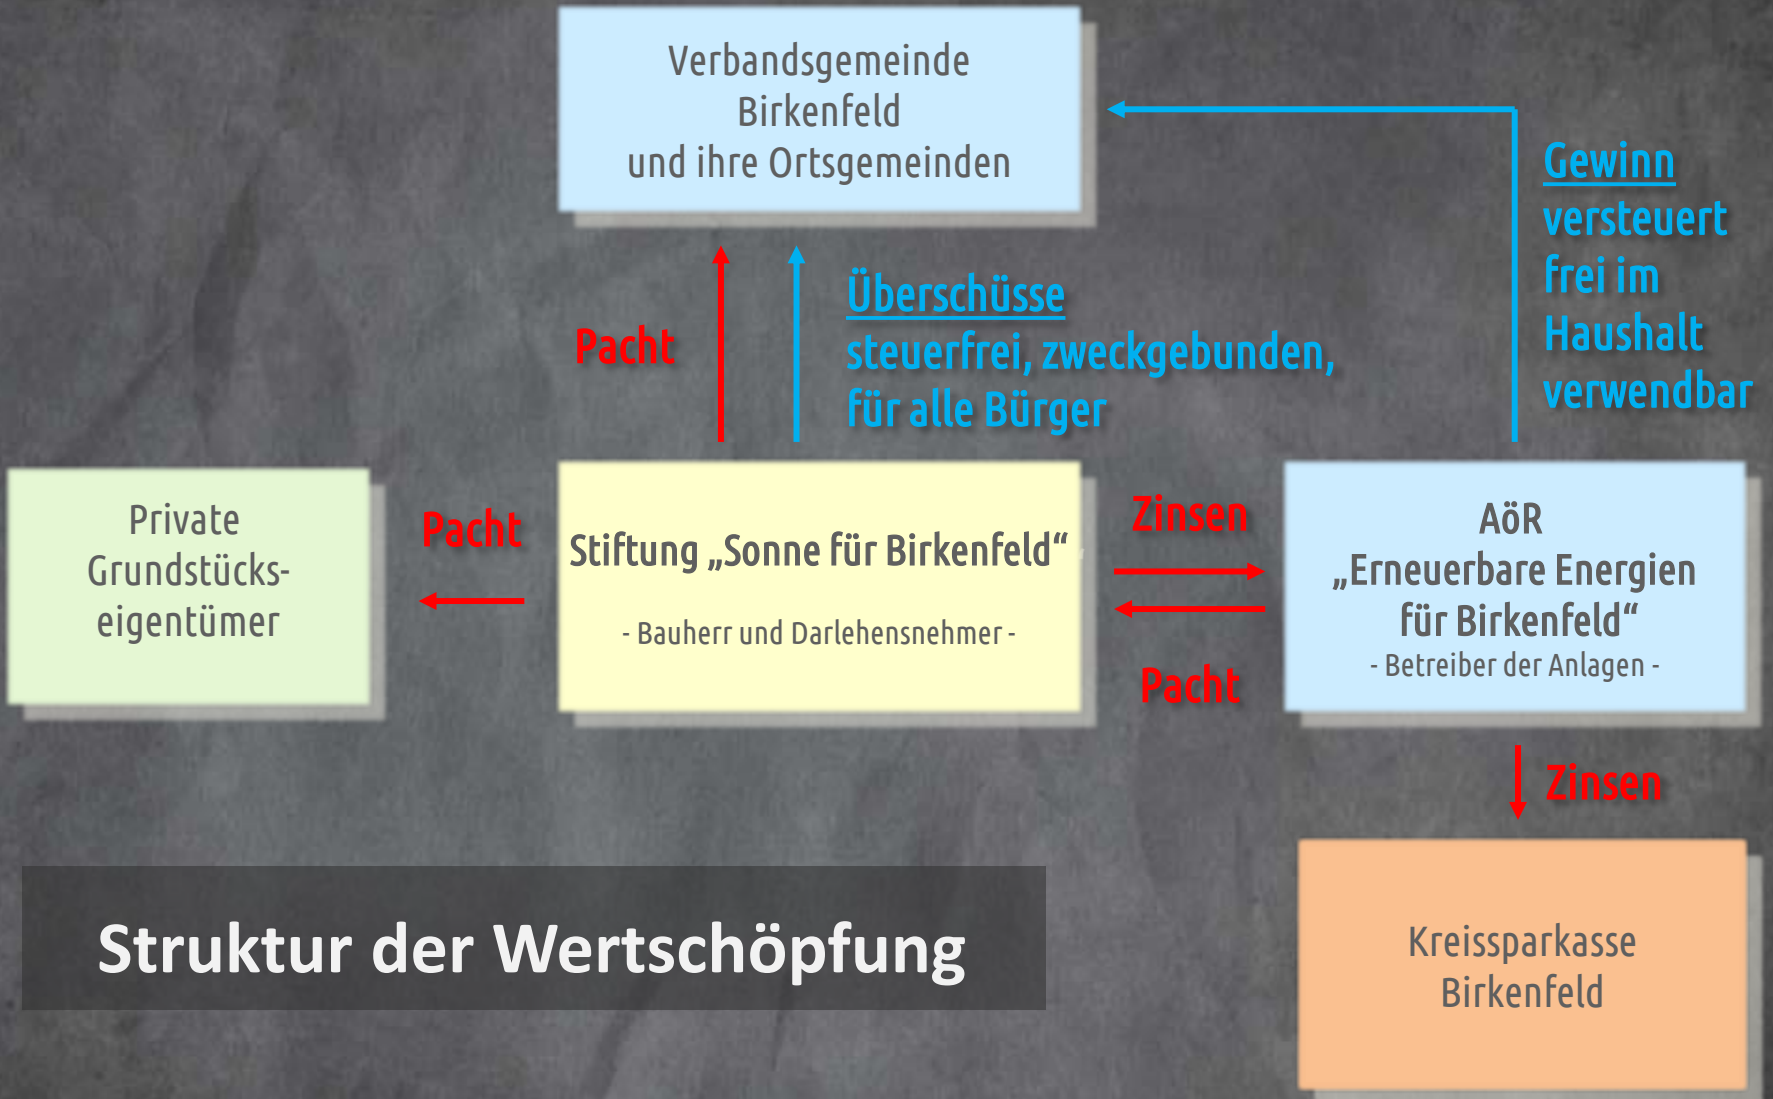 Verbandsgemeinde
Birkenfeld
und ihre Ortsgemeinden
Gewinn
versteuert
frei im
Haushalt
verwendbar
Pacht
Überschüsse
steuerfrei, zweckgebunden,
für alle Bürger
Private
Grundstücks-
eigentümer
Pacht
Stiftung „Sonne für Birkenfeld“
- Bauherr und Darlehensnehmer -
Zinsen
Pacht
AöR
„Erneuerbare Energien
für Birkenfeld“
- Betreiber der Anlagen -
Zinsen
Kreissparkasse
Birkenfeld
Struktur der Wertschöpfung